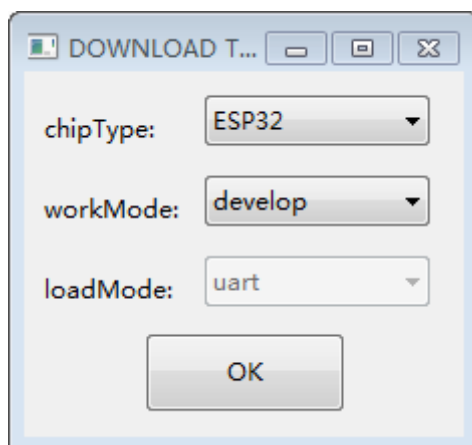 DOWNLOAD T...
chipType: ESP32
workMode: develop
loadMode: uart
OK